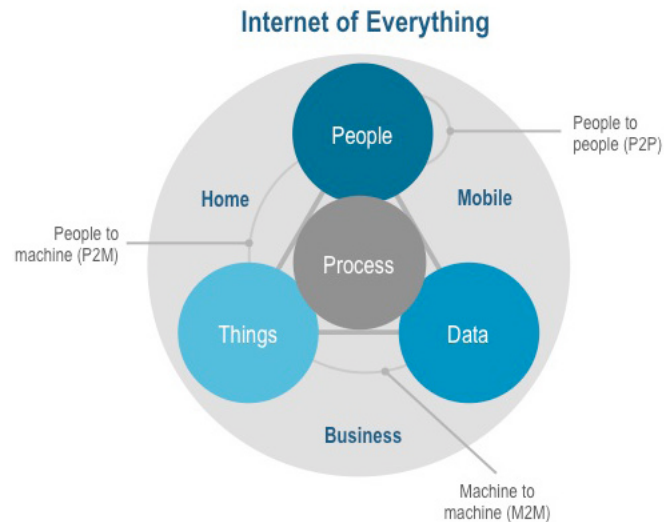 Internet of Everything
People
People to
people (P2P)
Home
Mobile
People to
machine (P2M)
Process
Things
Data
Business
Machine to
machine (M2M)